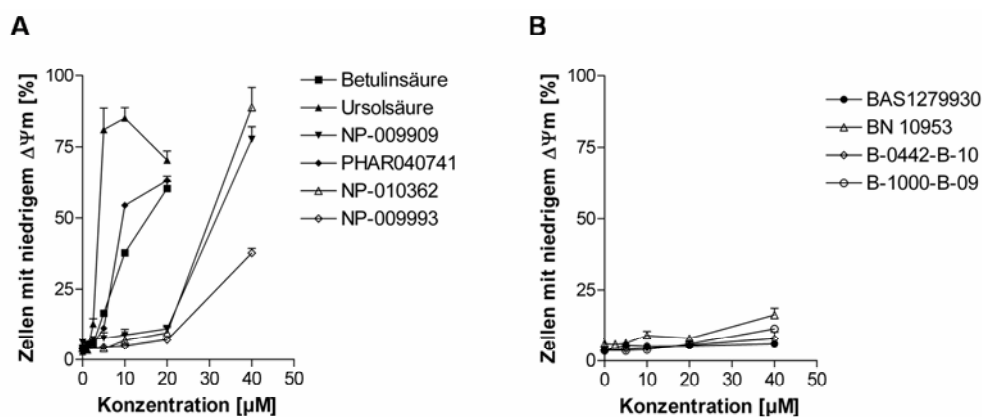 A
Zellen mit niedrigem ΔΨm [%]
100
75
50
25
0
0 10 20 30 40 50
Konzentration [µM]
Betulinsäure
Ursolsäure
NP-009909
PHAR040741
NP-010362
NP-009993
B
Zellen mit niedrigem ΔΨm [%]
100
75
50
25
0
0 10 20 30 40 50
Konzentration [µM]
BAS1279930
BN 10953
B-0442-B-10
B-1000-B-09